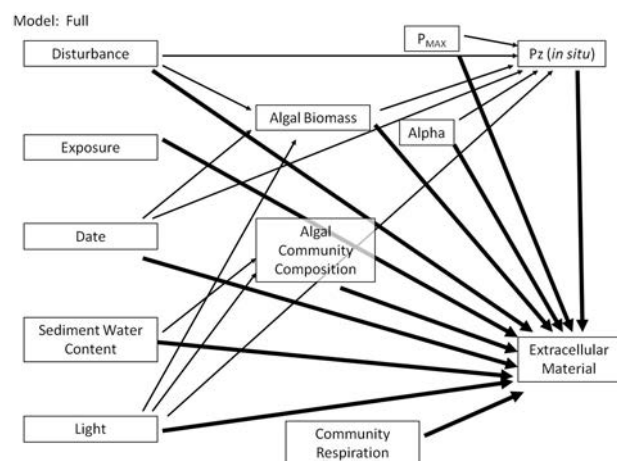 Model: Full
P_MAX
Disturbance
Pz (in situ)
Algal Biomass
Alpha
Exposure
Date
Algal
Community
Composition
Sediment Water
Content
Extracellular
Material
Light
Community
Respiration